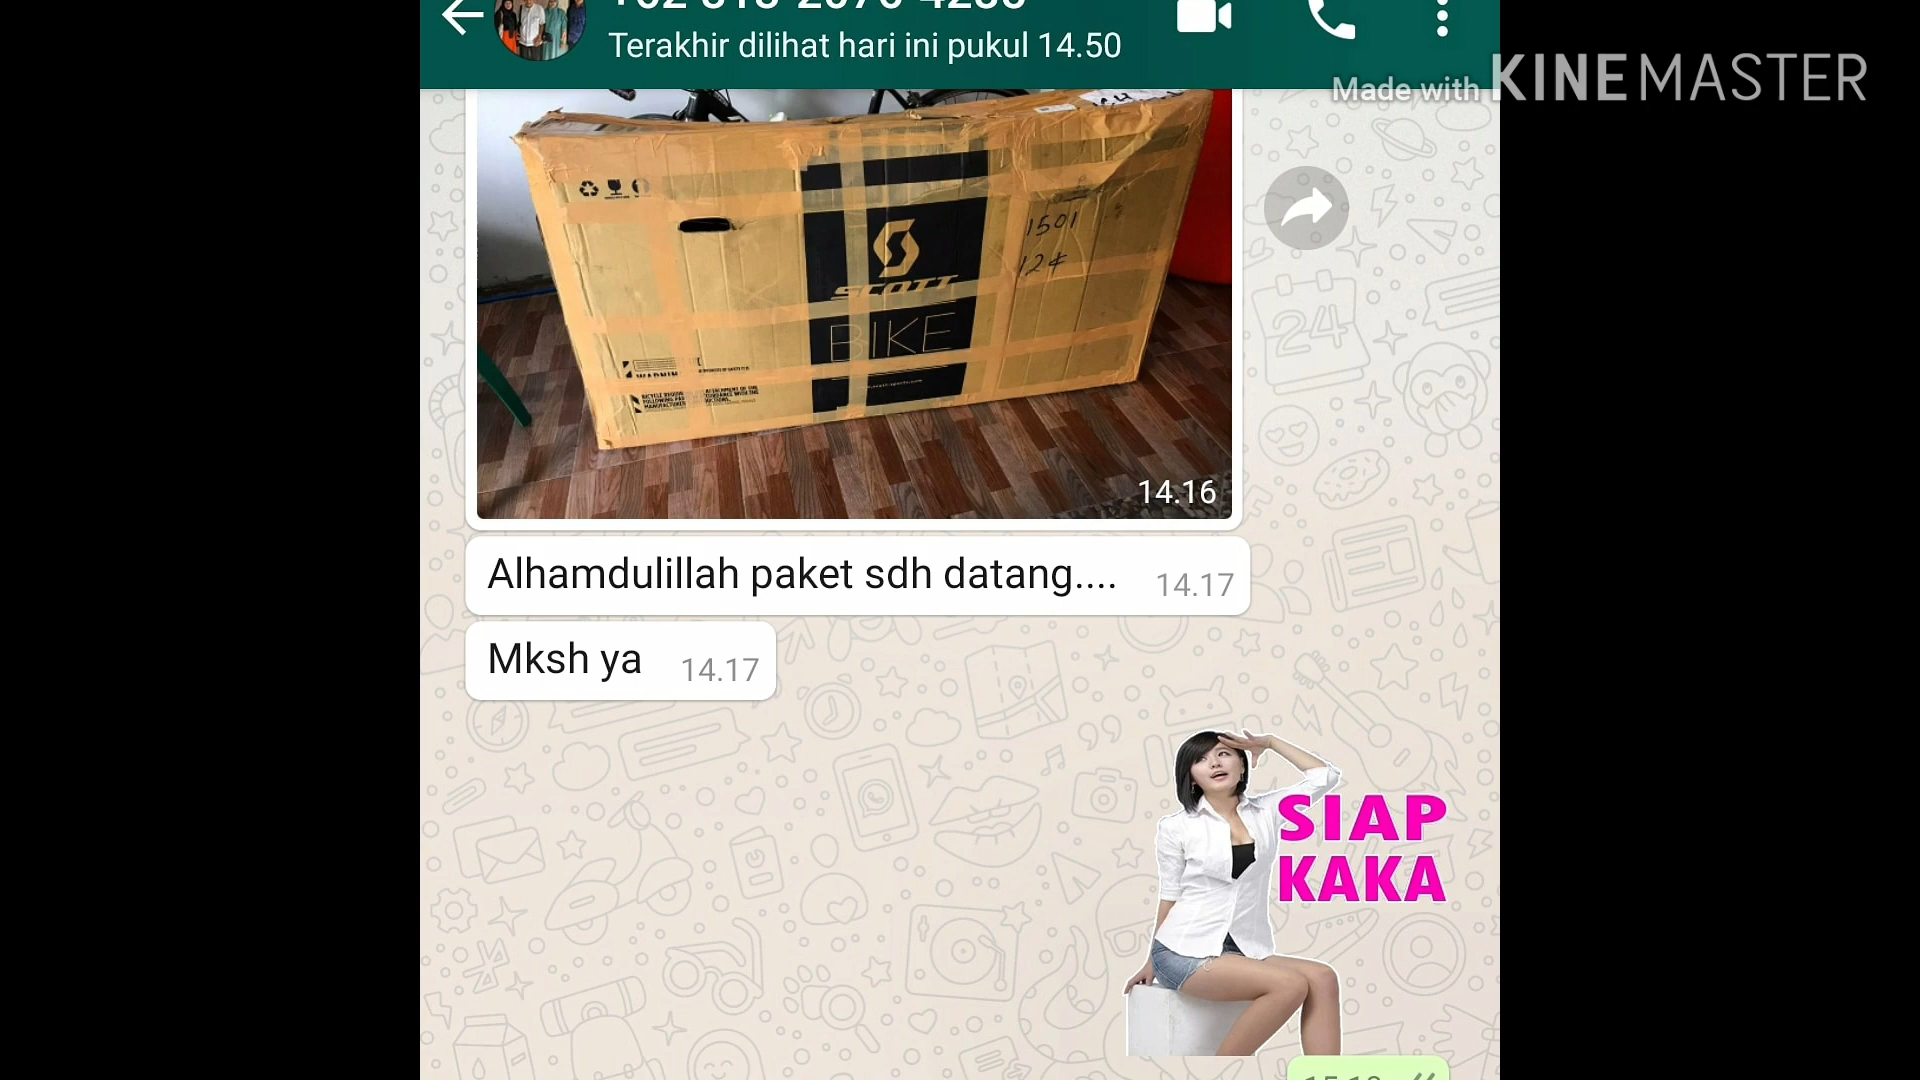 Terakhir dilihat hari ini pukul 14.50
Made with KINEMASTER
1501
SCOTT
BIKE
14.16
Alhamdulillah paket sdh datang.... 14.17
Mksh ya 14.17
SIAP
KAKA